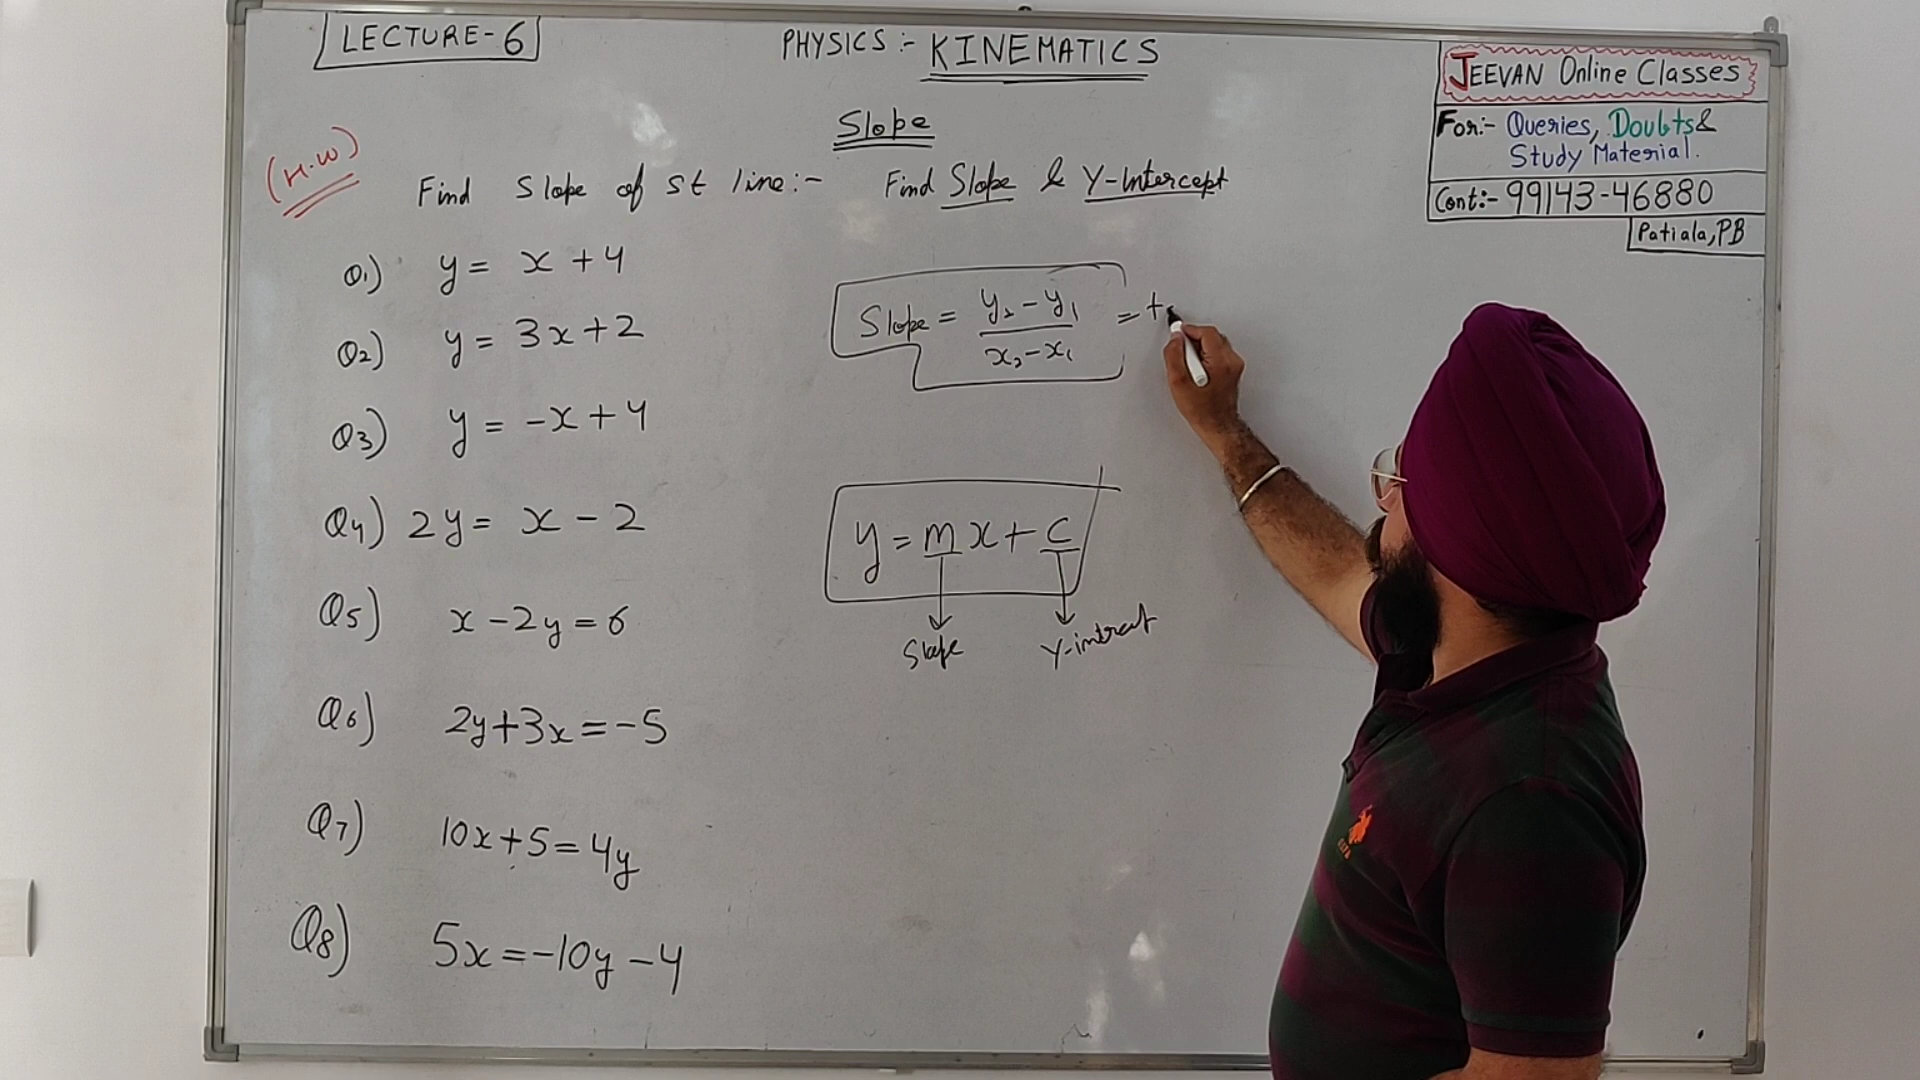 LECTURE-6
PHYSICS:- KINEMATICS
JEEVAN Online Classes
For:- Queries, Doubts &
Study Material.
Cont:- 99143-46880
Patiala, PB
Slope
(H.W)
Find Slope of st line:- Find Slope & Y-Intercept
Q1) y = x + 4
Q2) y = 3x + 2
Q3) y = -x + 4
Q4) 2y = x - 2
Q5) x - 2y = 6
Q6) 2y + 3x = -5
Q7) 10x + 5 = 4y
Q8) 5x = -10y - 4
Slope = y₂ - y₁ / x₂ - x₁ = t
y = mx + c
Slope